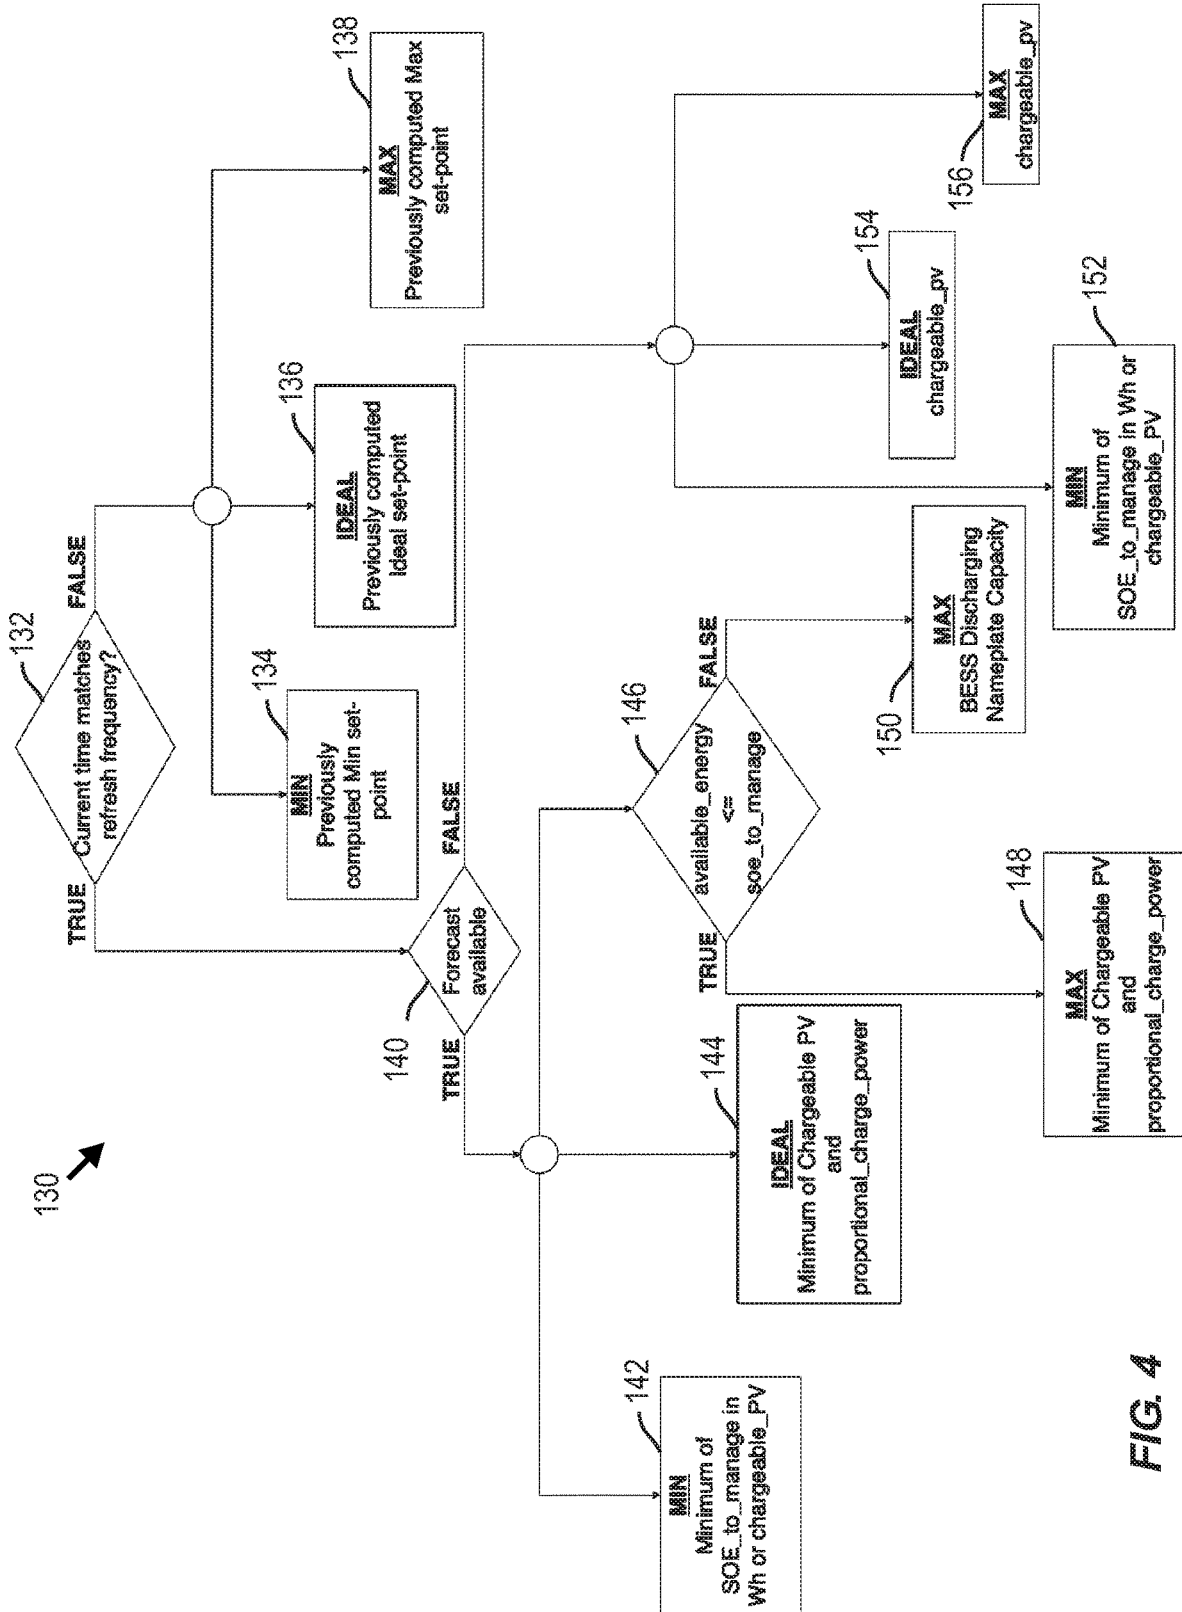 130
132
Current time matches
refresh frequency?
TRUE
FALSE
134
MIN
Previously
computed Min set-
point
136
IDEAL
Previously computed
Ideal set-point
138
MAX
Previously computed Max
set-point
140
Forecast
available
TRUE
FALSE
142
MIN
Minimum of
SOE_to_manage in
Wh or chargeable_PV
144
IDEAL
Minimum of Chargeable PV
and
proportional_charge_power
146
available_energy
<=
soe_to_manage
TRUE
FALSE
148
MAX
Minimum of Chargeable PV
and
proportional_charge_power
150
MAX
BESS Discharging
Nameplate Capacity
152
MIN
Minimum of
SOE_to_manage in Wh or
chargeable_PV
154
IDEAL
chargeable_pv
156
MAX
chargeable_pv
FIG. 4